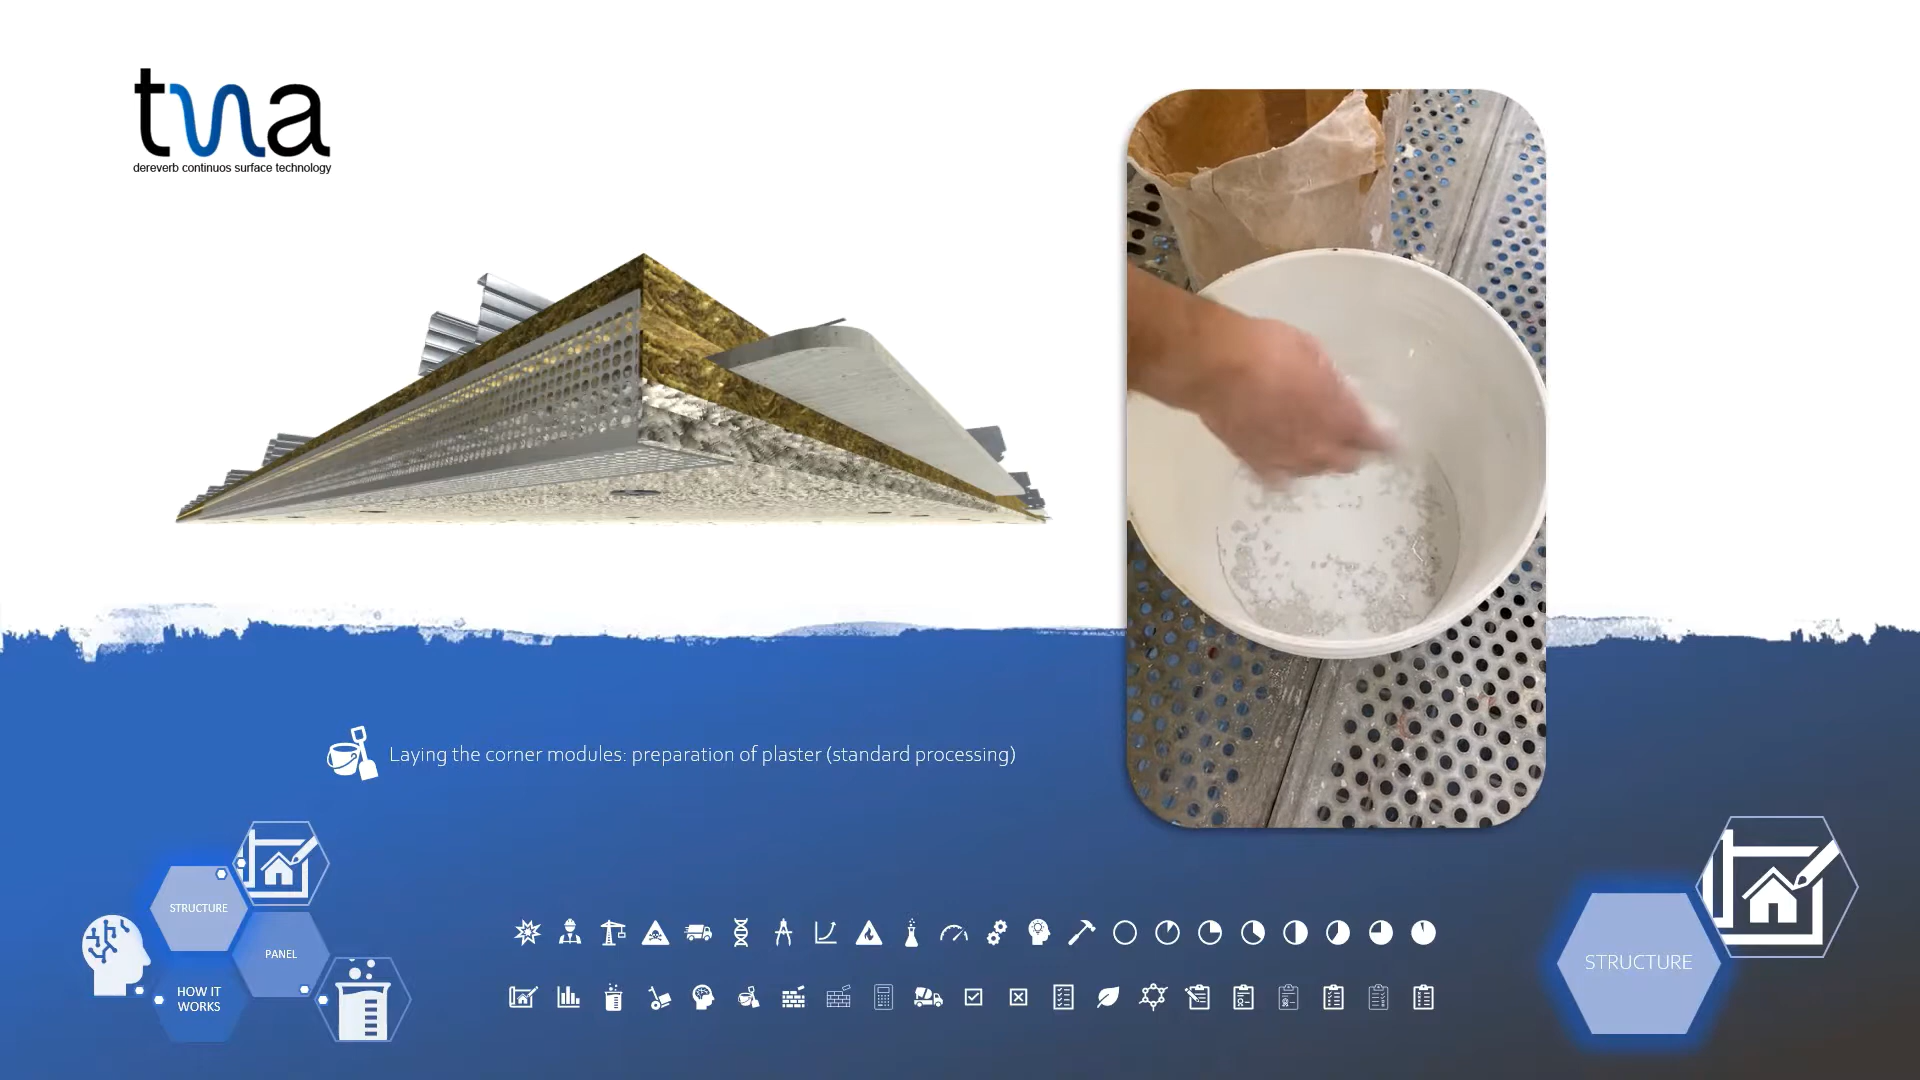 twa
dereverb continuos surface technology
Laying the corner modules: preparation of plaster (standard processing)
STRUCTURE
PANEL
HOW IT
WORKS
STRUCTURE